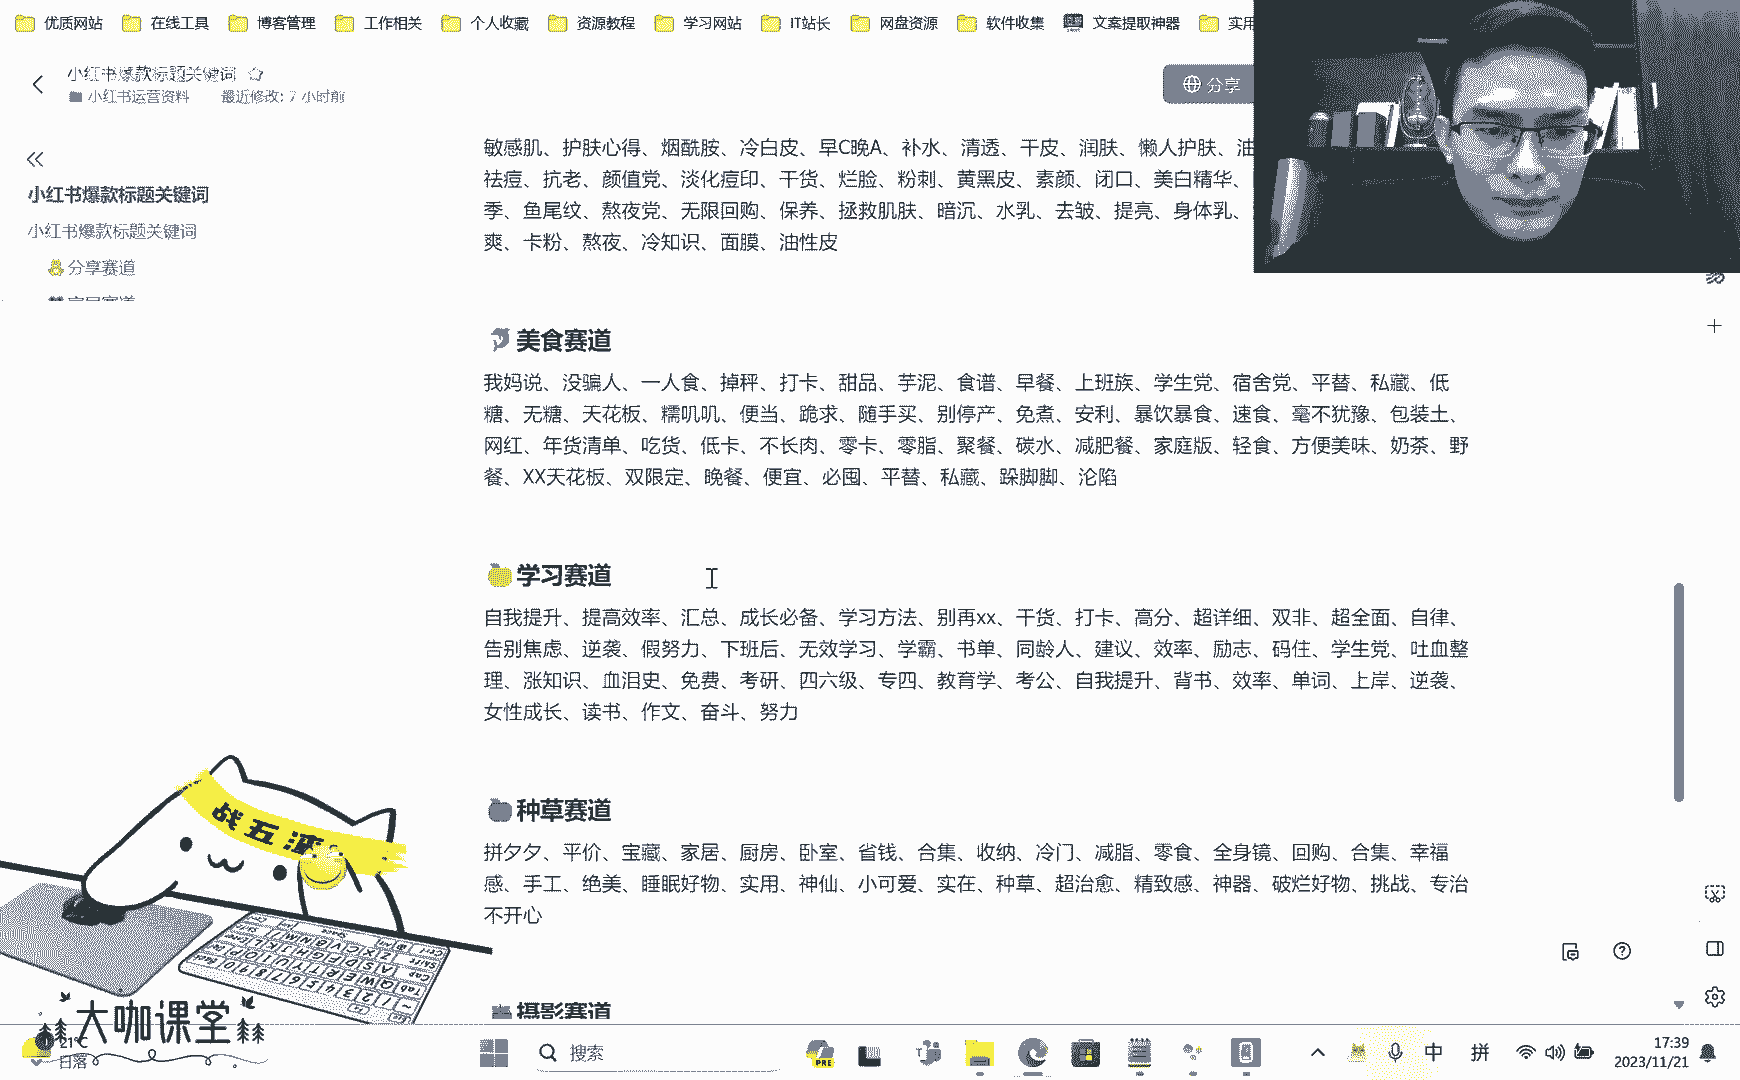 优质网站 在线工具 博客管理 工作相关 个人收藏 资源教程 学习网站 IT站长 网盘资源 软件收集 文案提取神器 实用
小红书爆款标题关键词
小红书运营资料 最近修改: 7 小时前
分享
小红书爆款标题关键词
小红书爆款标题关键词
分享赛道
敏感肌、护肤心得、烟酰胺、冷白皮、早C晚A、补水、清透、干皮、润肤、懒人护肤、油
祛痘、抗老、颜值党、淡化痘印、干货、烂脸、粉刺、黄黑皮、素颜、闭口、美白精华、
季、鱼尾纹、熬夜党、无限回购、保养、拯救肌肤、暗沉、水乳、去皱、提亮、身体乳、
爽、卡粉、熬夜、冷知识、面膜、油性皮
美食赛道
我妈说、没骗人、一人食、掉秤、打卡、甜品、芋泥、食谱、早餐、上班族、学生党、宿舍党、平替、私藏、低
糖、无糖、天花板、糯叽叽、便当、跪求、随手买、别停产、免煮、安利、暴饮暴食、速食、毫不犹豫、包装土、
网红、年货清单、吃货、低卡、不长肉、零卡、零脂、聚餐、碳水、减肥餐、家庭版、轻食、方便美味、奶茶、野
餐、XX天花板、双限定、晚餐、便宜、必囤、平替、私藏、跺脚脚、沦陷
学习赛道
自我提升、提高效率、汇总、成长必备、学习方法、别再xx、干货、打卡、高分、超详细、双非、超全面、自律、
告别焦虑、逆袭、假努力、下班后、无效学习、学霸、书单、同龄人、建议、效率、励志、码住、学生党、吐血整
理、涨知识、血泪史、免费、考研、四六级、专四、教育学、考公、自我提升、背书、效率、单词、上岸、逆袭、
女性成长、读书、作文、奋斗、努力
种草赛道
拼夕夕、平价、宝藏、家居、厨房、卧室、省钱、合集、收纳、冷门、减脂、零食、全身镜、回购、合集、幸福
感、手工、绝美、睡眠好物、实用、神仙、小可爱、实在、种草、超治愈、精致感、神器、破烂好物、挑战、专治
不开心
摄影赛道
战五渣
大咖课堂
21°C
日落
搜索
PRE
中 拼
17:39
2023/11/21